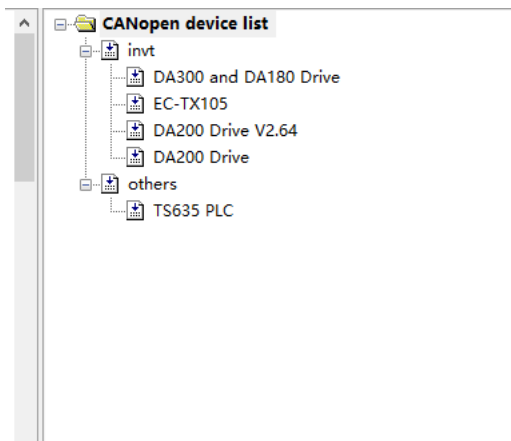 CANopen device list
invt
DA300 and DA180 Drive
EC-TX105
DA200 Drive V2.64
DA200 Drive
others
TS635 PLC